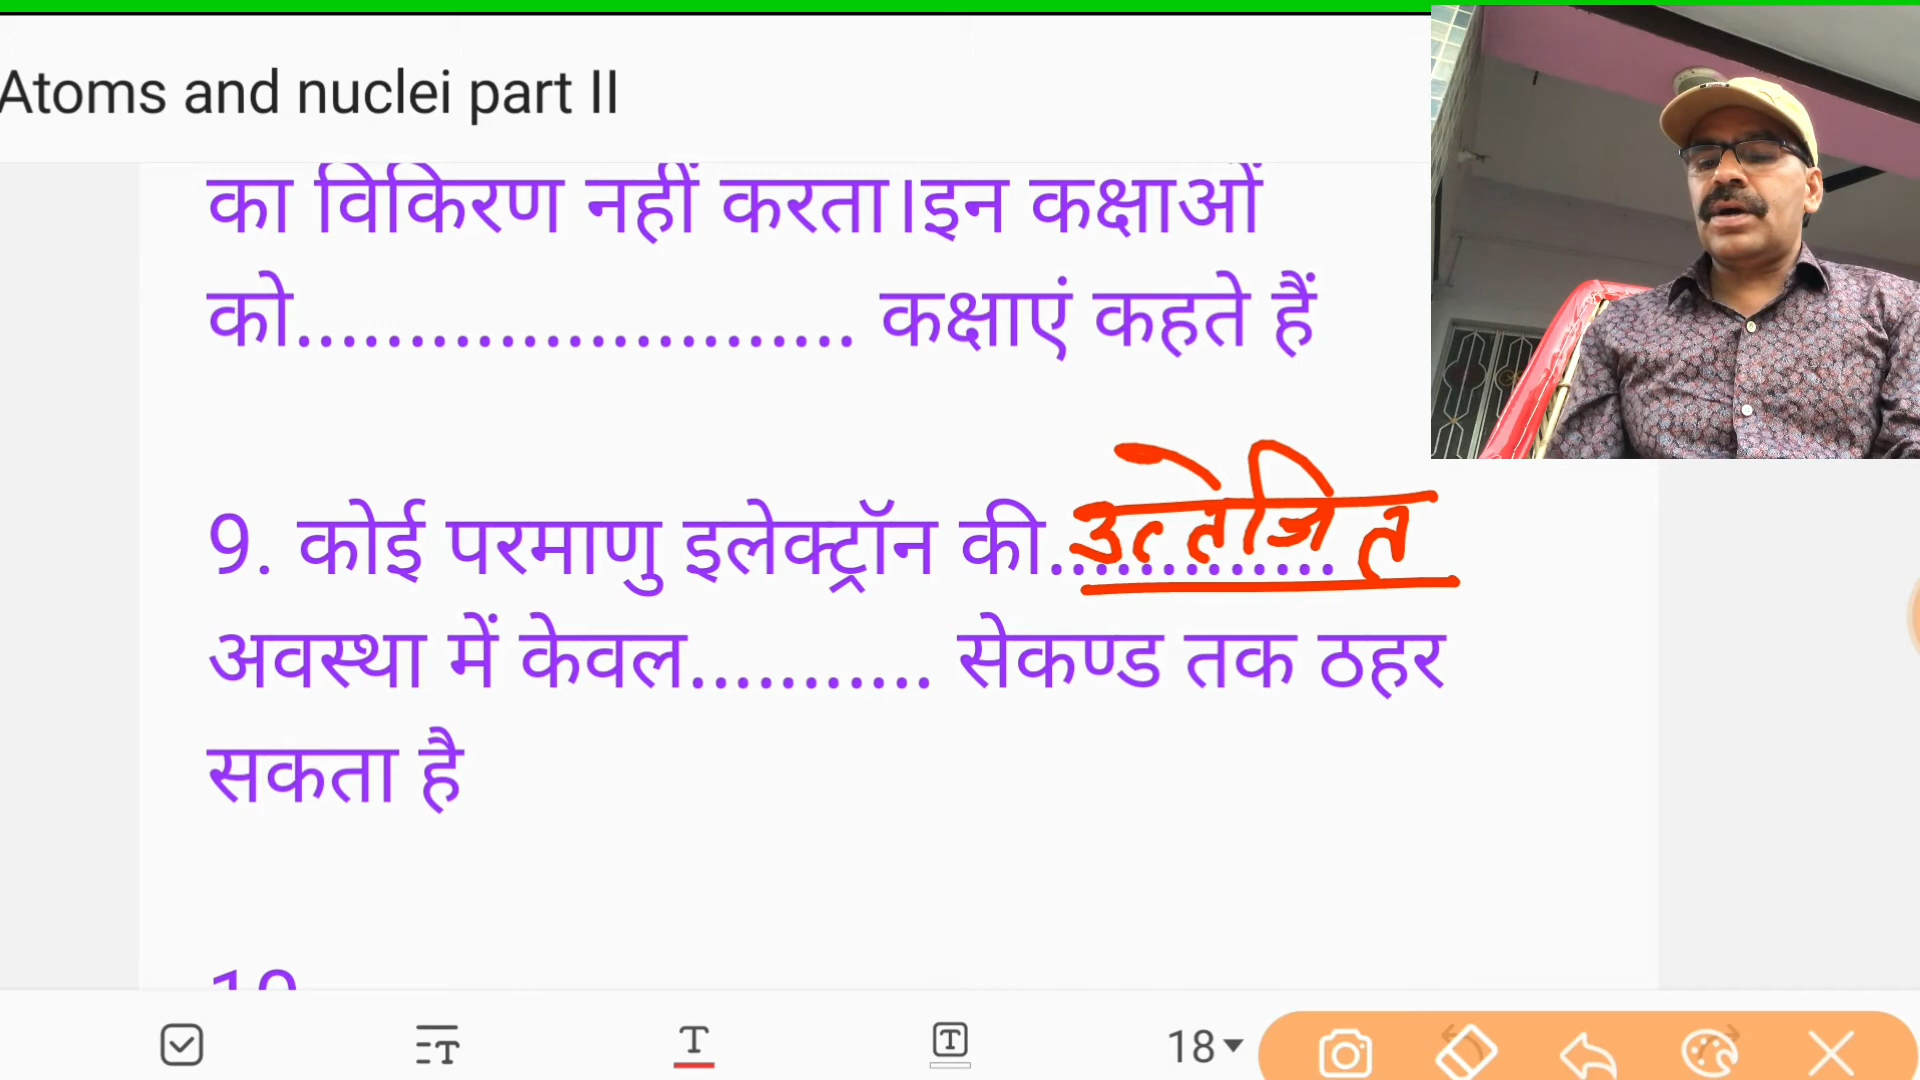 Atoms and nuclei part II
का विकिरण नहीं करता।इन कक्षाओं
को......................... कक्षाएं कहते हैं
9. कोई परमाणु इलेक्ट्रॉन की............. उत्तेजित
अवस्था में केवल........... सेकण्ड तक ठहर
सकता है
18